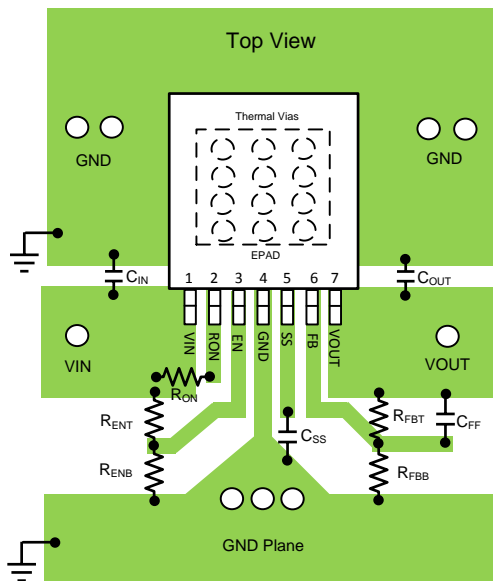 Top View
Thermal Vias
GND
GND
EPAD
1 2 3 4 5 6 7
CIN
COUT
VIN
RON
EN
GND
SS
FB
VOUT
VIN
VOUT
RON
RENT
RFBT
CFF
CSS
RENB
RFBB
GND Plane